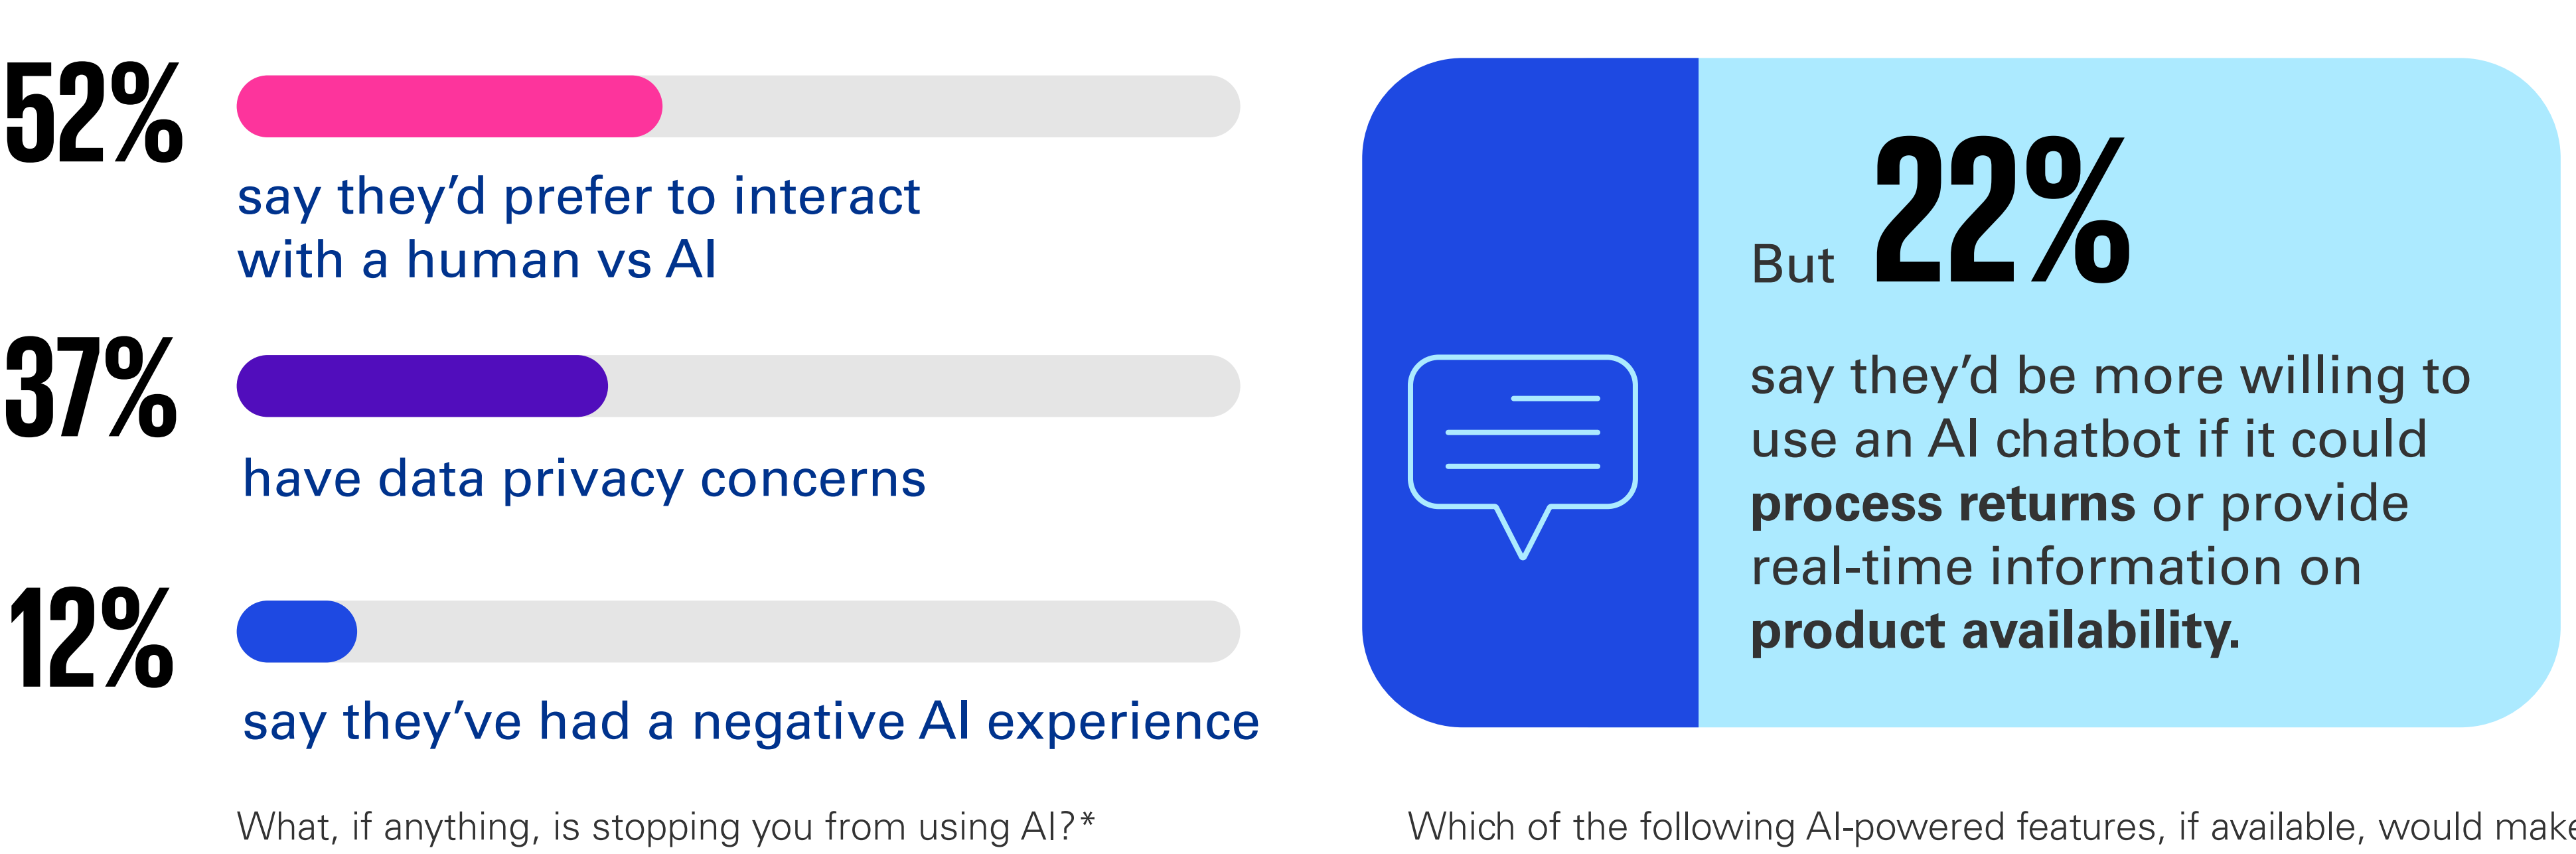 52%
say they’d prefer to interact
with a human vs AI
37%
have data privacy concerns
12%
say they’ve had a negative AI experience
What, if anything, is stopping you from using AI?*
But 22%
say they’d be more willing to
use an AI chatbot if it could
process returns or provide
real-time information on
product availability.
Which of the following AI-powered features, if available, would make